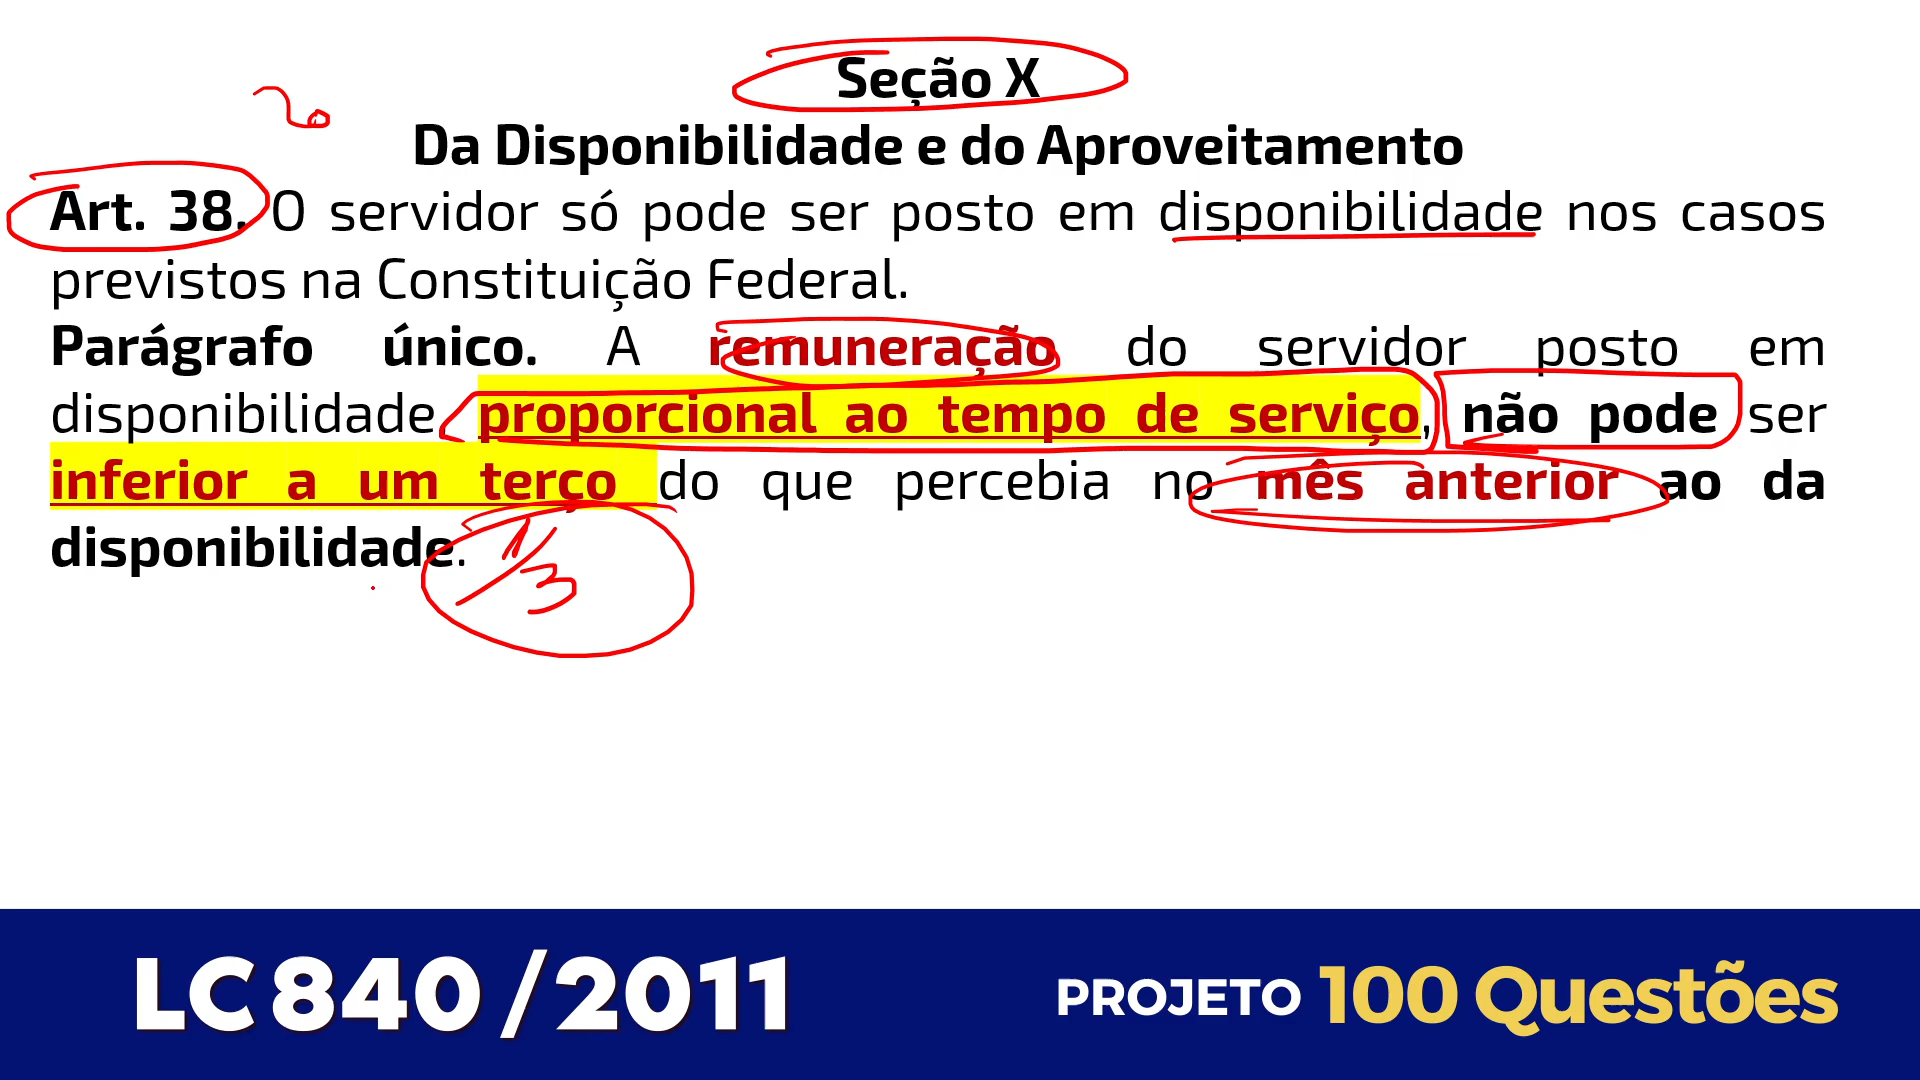 Seção X
Da Disponibilidade e do Aproveitamento
Art. 38. O servidor só pode ser posto em disponibilidade nos casos
previstos na Constituição Federal.
Parágrafo único. A remuneração do servidor posto em
disponibilidade, proporcional ao tempo de serviço, não pode ser
inferior a um terço do que percebia no mês anterior ao da
disponibilidade.
1/3
LC 840 /2011
PROJETO 100 Questões